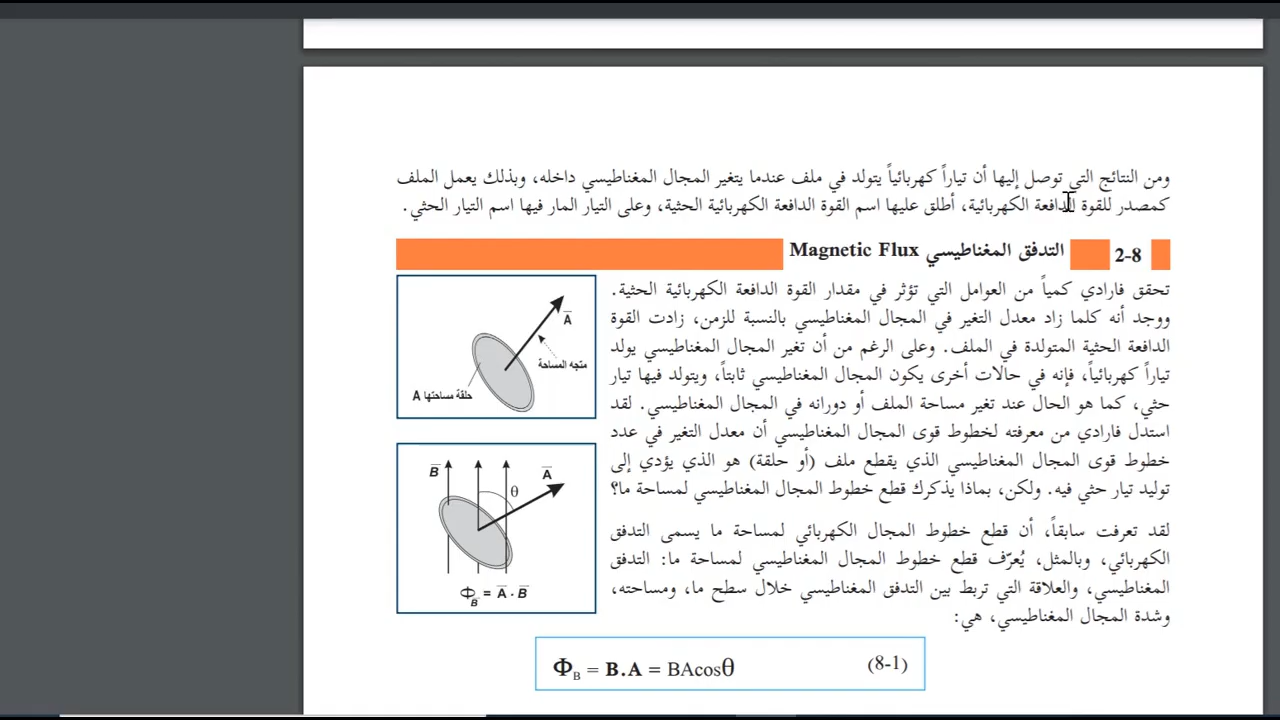 ومن النتائج التي توصل إليها أن تياراً كهربائياً يتولد في ملف عندما يتغير المجال المغناطيسي داخله، وبذلك يعمل الملف
كمصدر للقوة الدافعة الكهربائية، أطلق عليها اسم القوة الدافعة الكهربائية الحثية، وعلى التيار المار فيها اسم التيار الحثي.
2-8 التدفق المغناطيسي Magnetic Flux
تحقق فارادي كمياً من العوامل التي تؤثر في مقدار القوة الدافعة الكهربائية الحثية.
ووجد أنه كلما زاد معدل التغير في المجال المغناطيسي بالنسبة للزمن، زادت القوة
الدافعة الحثية المتولدة في الملف. وعلى الرغم من أن تغير المجال المغناطيسي يولد
تياراً كهربائياً، فإنه في حالات أخرى يكون المجال المغناطيسي ثابتاً، ويتولد فيها تيار
حثي، كما هو الحال عند تغير مساحة الملف أو دورانه في المجال المغناطيسي. لقد
استدل فارادي من معرفته لخطوط قوى المجال المغناطيسي أن معدل التغير في عدد
خطوط قوى المجال المغناطيسي الذي يقطع ملف (أو حلقة) هو الذي يؤدي إلى
توليد تيار حثي فيه. ولكن، بماذا يذكرك قطع خطوط المجال المغناطيسي لمساحة ما؟
لقد تعرفت سابقاً، أن قطع خطوط المجال الكهربائي لمساحة ما يسمى التدفق
الكهربائي، وبالمثل، يُعرّف قطع خطوط المجال المغناطيسي لمساحة ما: التدفق
المغناطيسي، والعلاقة التي تربط بين التدفق المغناطيسي خلال سطح ما، ومساحته،
وشدة المجال المغناطيسي، هي:
A̅
متجه المساحة
حلقة مساحتها A
B̅
A̅
θ
Φ_B̅ = A̅ . B̅
Φ_B = B.A = BAcosθ (8-1)